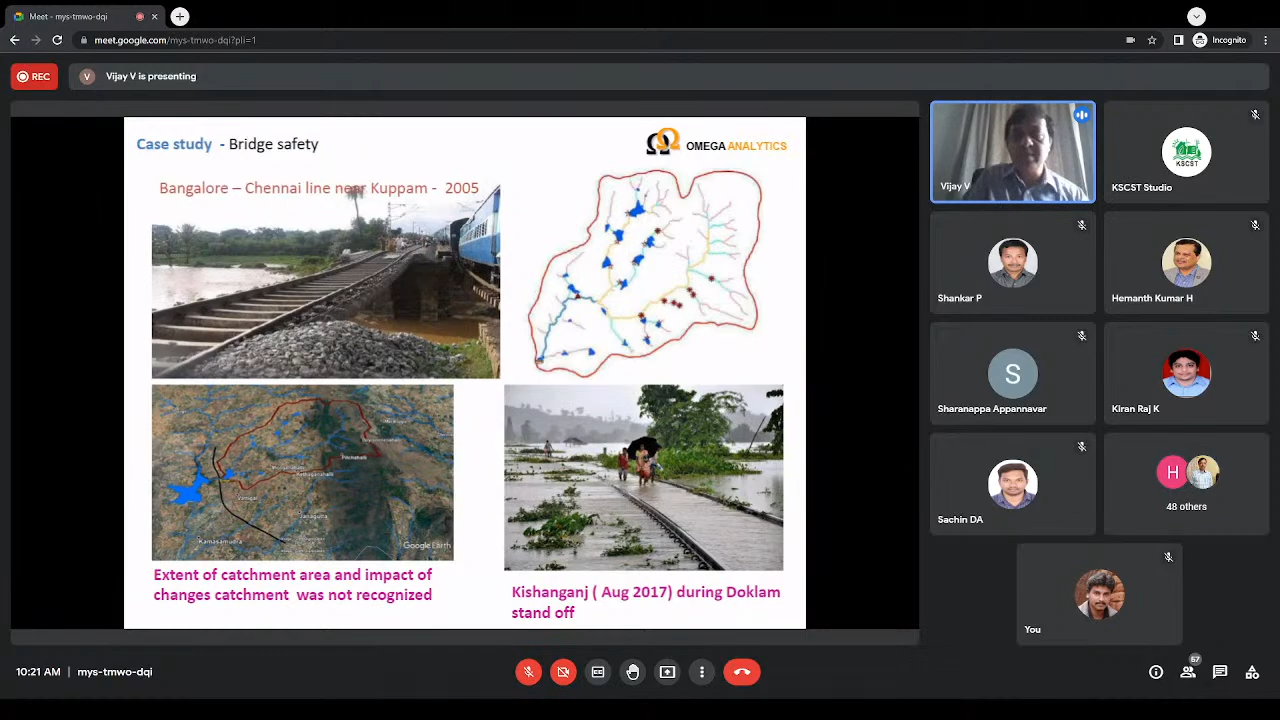 Meet - mys-tmwo-dqi
meet.google.com/mys-tmwo-dqi?pli=1
Incognito
REC
V
Vijay V is presenting
Case study - Bridge safety
OMEGA ANALYTICS
Bangalore – Chennai line near Kuppam - 2005
Kamasamudra
Google Earth
Extent of catchment area and impact of
changes catchment was not recognized
Kishanganj ( Aug 2017) during Doklam
stand off
Vijay V
KSCST
KSCST Studio
Shankar P
Hemanth Kumar H
S
Sharanappa Appannavar
Kiran Raj K
Sachin DA
H
48 others
You
10:21 AM | mys-tmwo-dqi
57